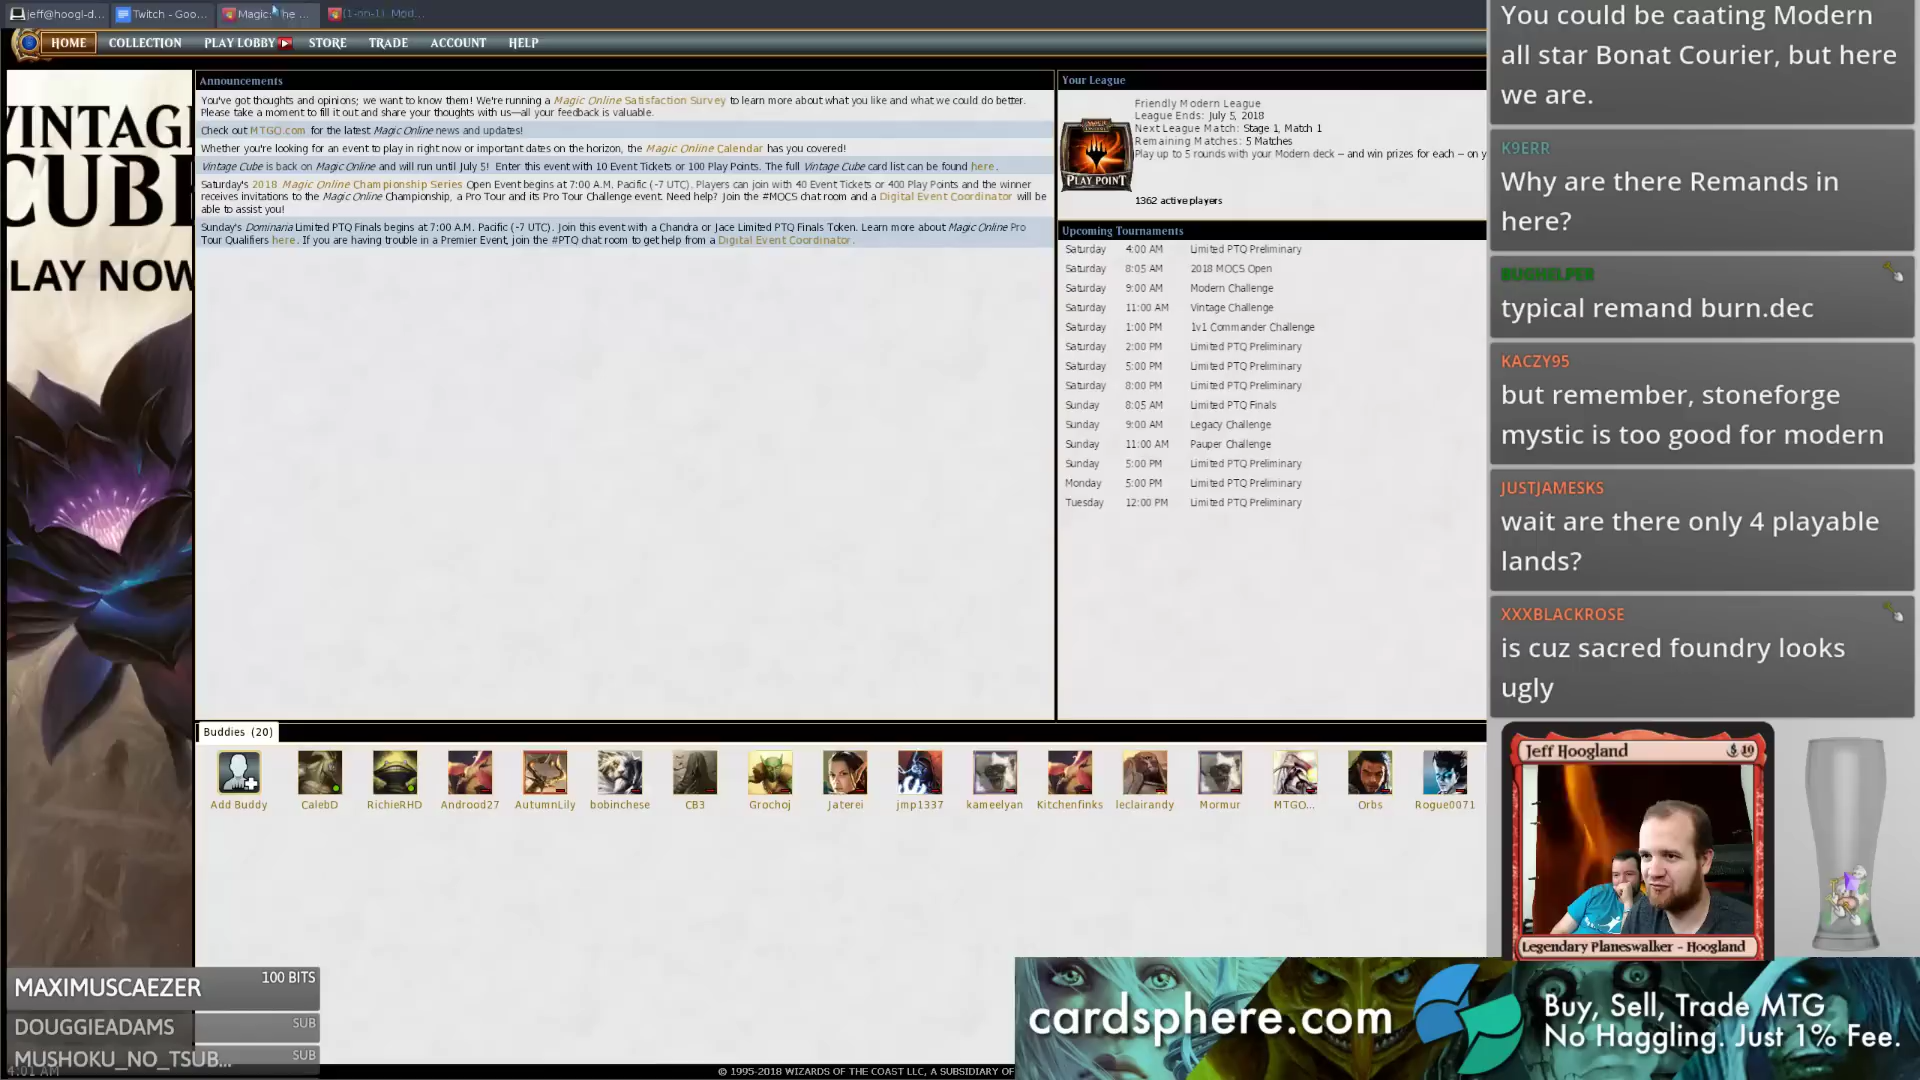 jeff@hoogl-d...
Twitch - Goo...
Magic: The ...
(1-on-1) Mod...
HOME
COLLECTION
PLAY LOBBY
STORE
TRADE
ACCOUNT
HELP
VINTAGE
CUBE
PLAY NOW
Announcements
You've got thoughts and opinions; we want to know them! We're running a Magic Online Satisfaction Survey to learn more about what you like and what we could do better.
Please take a moment to fill it out and share your thoughts with us—all your feedback is valuable.
Check out MTGO.com for the latest Magic Online news and updates!
Whether you're looking for an event to play in right now or important dates on the horizon, the Magic Online Calendar has you covered!
Vintage Cube is back on Magic Online and will run until July 5! Enter this event with 10 Event Tickets or 100 Play Points. The full Vintage Cube card list can be found here.
Saturday's 2018 Magic Online Championship Series Open Event begins at 7:00 A.M. Pacific (-7 UTC). Players can join with 40 Event Tickets or 400 Play Points and the winner
receives invitations to the Magic Online Championship, a Pro Tour and its Pro Tour Challenge event. Need help? Join the #MOCS chat room and a Digital Event Coordinator will be
able to assist you!
Sunday's Dominaria Limited PTQ Finals begins at 7:00 A.M. Pacific (-7 UTC). Join this event with a Chandra or Jace Limited PTQ Finals Token. Learn more about Magic Online Pro
Tour Qualifiers here. If you are having trouble in a Premier Event, join the #PTQ chat room to get help from a Digital Event Coordinator.
Your League
Friendly Modern League
League Ends: July 5, 2018
Next League Match: Stage 1, Match 1
Remaining Matches: 5 Matches
Play up to 5 rounds with your Modern deck — and win prizes for each — on y
PLAY POINT
1362 active players
Upcoming Tournaments
Saturday 4:00 AM Limited PTQ Preliminary
Saturday 8:05 AM 2018 MOCS Open
Saturday 9:00 AM Modern Challenge
Saturday 11:00 AM Vintage Challenge
Saturday 1:00 PM 1v1 Commander Challenge
Saturday 2:00 PM Limited PTQ Preliminary
Saturday 5:00 PM Limited PTQ Preliminary
Saturday 8:00 PM Limited PTQ Preliminary
Sunday 8:05 AM Limited PTQ Finals
Sunday 9:00 AM Legacy Challenge
Sunday 11:00 AM Pauper Challenge
Sunday 5:00 PM Limited PTQ Preliminary
Monday 5:00 PM Limited PTQ Preliminary
Tuesday 12:00 PM Limited PTQ Preliminary
Buddies (20)
Add Buddy
CalebD
RichieRHD
Androod27
AutumnLily
bobinchese
CB3
Grochoj
Jaterei
jmp1337
kameelyan
Kitchenfinks
leclairandy
Mormur
MTGO...
Orbs
Rogue0071
MAXIMUSCAEZER 100 BITS
DOUGGIEADAMS SUB
MUSHOKU_NO_TSUB... SUB
4:01 AM
© 1995-2018 WIZARDS OF THE COAST LLC, A SUBSIDIARY OF
You could be caating Modern
all star Bonat Courier, but here
we are.
K9ERR
Why are there Remands in
here?
BUGHELPER
typical remand burn.dec
KACZY95
but remember, stoneforge
mystic is too good for modern
JUSTJAMESKS
wait are there only 4 playable
lands?
XXXBLACKROSE
is cuz sacred foundry looks
ugly
Jeff Hoogland $ 19
Legendary Planeswalker - Hoogland
cardsphere.com
Buy, Sell, Trade MTG
No Haggling. Just 1% Fee.